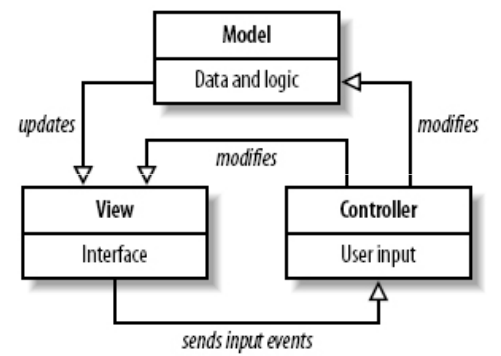 Model
Data and logic
updates
modifies
modifies
View
Interface
Controller
User input
sends input events